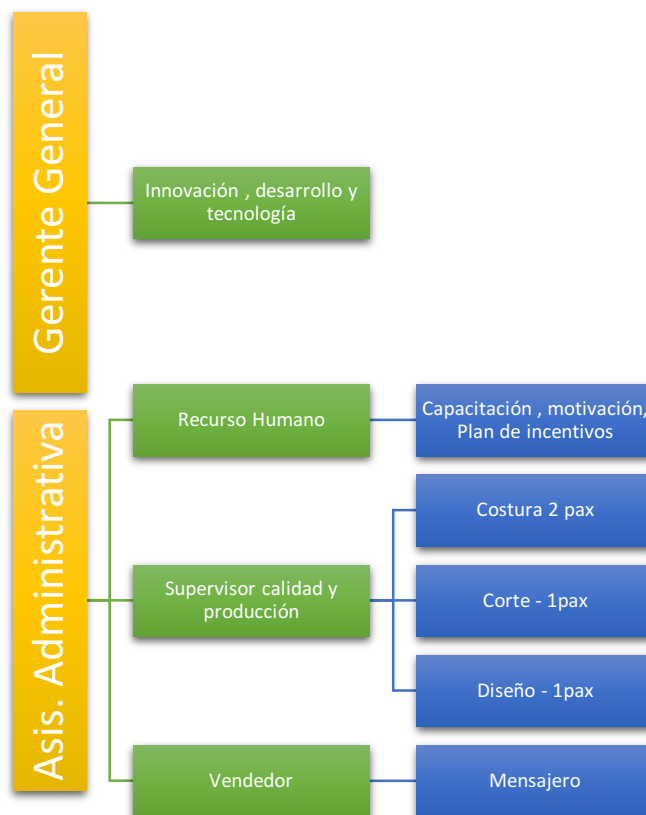 Gerente General
Innovación , desarrollo y
tecnología
Asis. Administrativa
Recurso Humano
Capacitación , motivación,
Plan de incentivos
Supervisor calidad y
producción
Costura 2 pax
Corte - 1pax
Diseño - 1pax
Vendedor
Mensajero